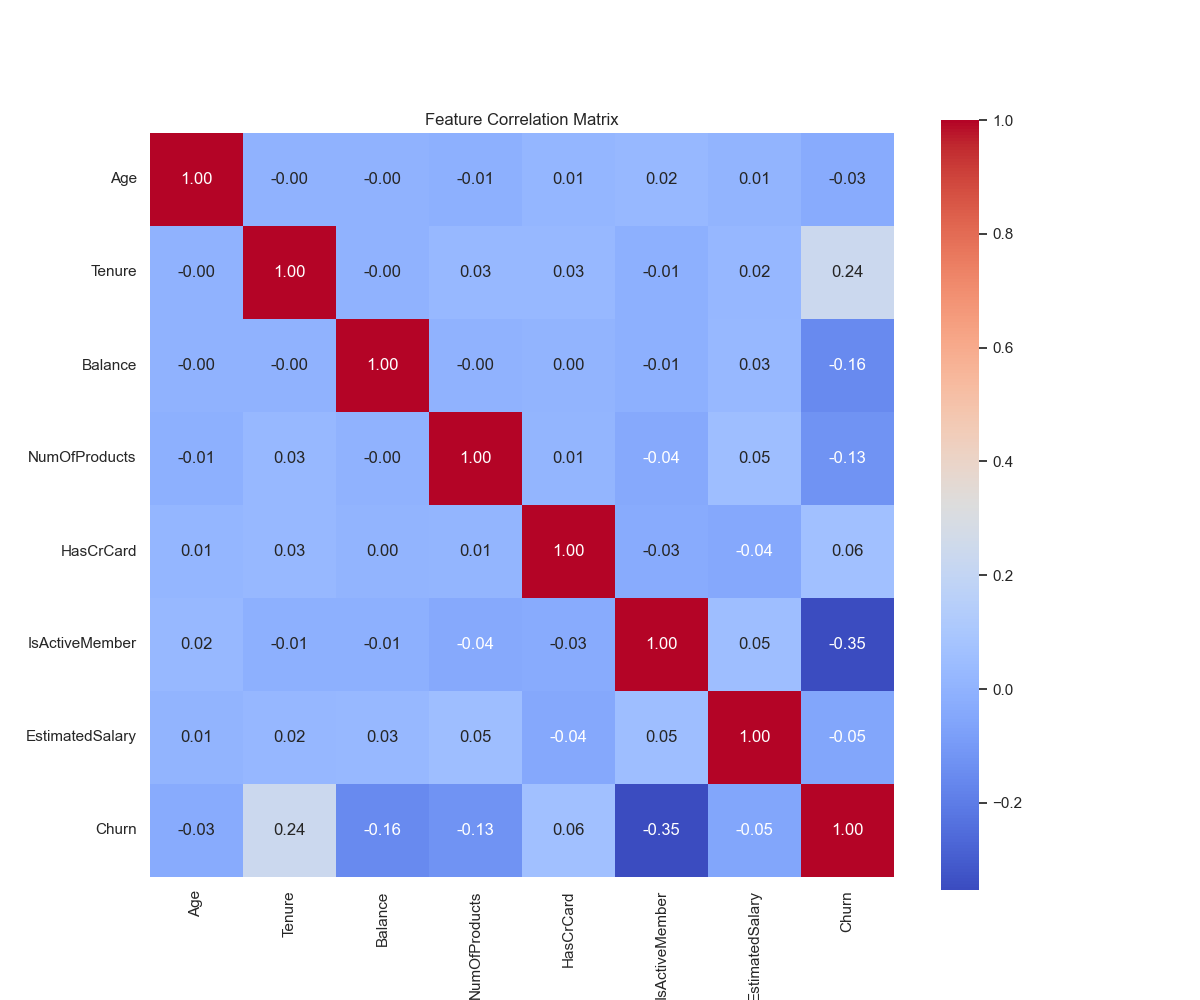 Feature Correlation Matrix
Age 1.00 -0.00 -0.00 -0.01 0.01 0.02 0.01 -0.03
Tenure -0.00 1.00 -0.00 0.03 0.03 -0.01 0.02 0.24
Balance -0.00 -0.00 1.00 -0.00 0.00 -0.01 0.03 -0.16
NumOfProducts -0.01 0.03 -0.00 1.00 0.01 -0.04 0.05 -0.13
HasCrCard 0.01 0.03 0.00 0.01 1.00 -0.03 -0.04 0.06
IsActiveMember 0.02 -0.01 -0.01 -0.04 -0.03 1.00 0.05 -0.35
EstimatedSalary 0.01 0.02 0.03 0.05 -0.04 0.05 1.00 -0.05
Churn -0.03 0.24 -0.16 -0.13 0.06 -0.35 -0.05 1.00
Age
Tenure
Balance
NumOfProducts
HasCrCard
IsActiveMember
EstimatedSalary
Churn
1.0
0.8
0.6
0.4
0.2
0.0
−0.2